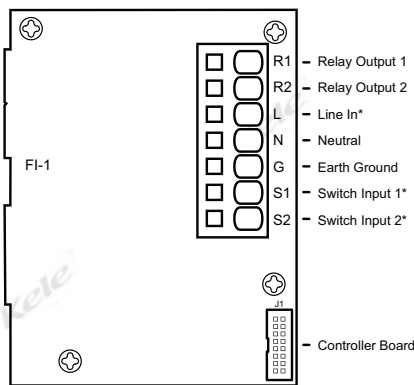 R1 – Relay Output 1
R2 – Relay Output 2
L – Line In*
N – Neutral
FI-1
G – Earth Ground
S1 – Switch Input 1*
S2 – Switch Input 2*
J1
– Controller Board
Kele
Kele